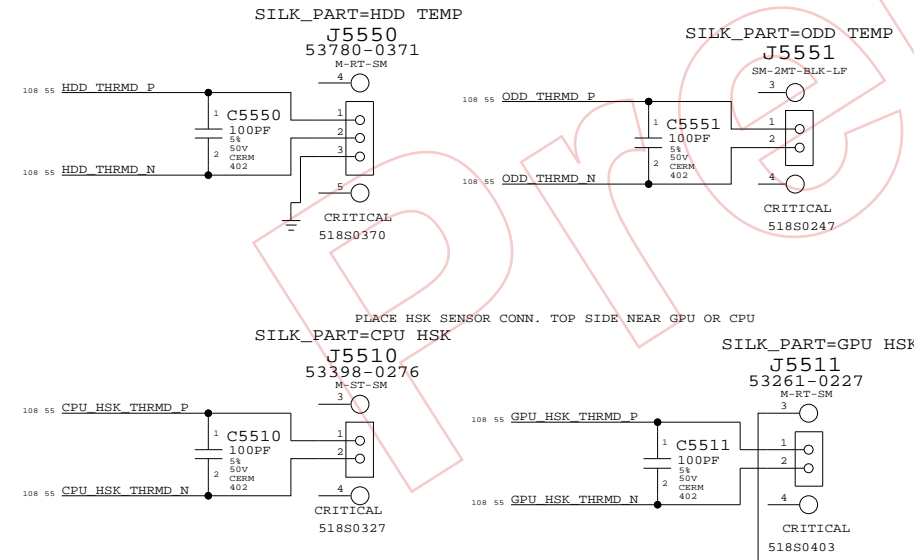 SILK_PART=HDD TEMP
J5550
53780-0371
M-RT-SM
4
108 55 HDD_THRMD_P
1
C5550
100PF
5%
50V
CERM
402
2
1
2
3
108 55 HDD_THRMD_N
5
CRITICAL
518S0370
SILK_PART=ODD TEMP
J5551
SM-2MT-BLK-LF
3
108 55 ODD_THRMD_P
1
C5551
100PF
5%
50V
CERM
402
2
1
2
108 55 ODD_THRMD_N
4
CRITICAL
518S0247
PLACE HSK SENSOR CONN. TOP SIDE NEAR GPU OR CPU
SILK_PART=CPU HSK
J5510
53398-0276
M-ST-SM
3
108 55 CPU_HSK_THRMD_P
1
C5510
100PF
5%
50V
CERM
402
2
1
2
108 55 CPU_HSK_THRMD_N
4
CRITICAL
518S0327
SILK_PART=GPU HSK
J5511
53261-0227
M-RT-SM
3
108 55 GPU_HSK_THRMD_P
1
C5511
100PF
5%
50V
CERM
402
2
1
2
108 55 GPU_HSK_THRMD_N
4
CRITICAL
518S0403
Pre